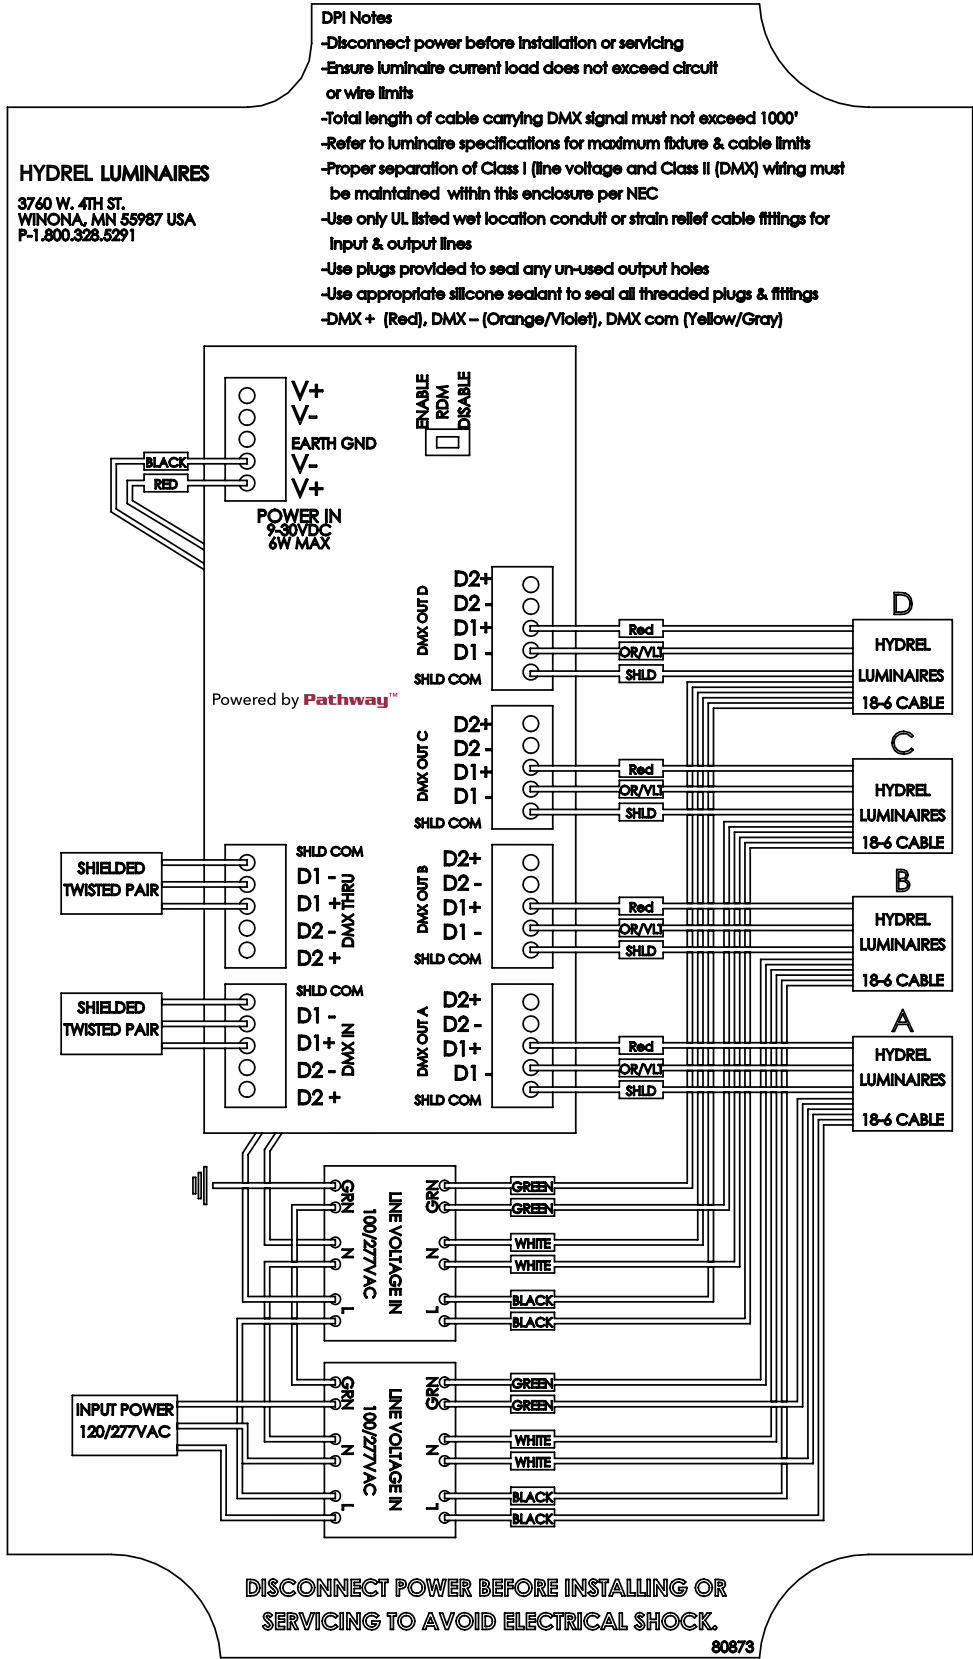 DPI Notes
-Disconnect power before installation or servicing
-Ensure luminaire current load does not exceed circuit
or wire limits
-Total length of cable carrying DMX signal must not exceed 1000'
-Refer to luminaire specifications for maximum fixture & cable limits
-Proper separation of Class I (line voltage and Class II (DMX) wiring must
be maintained within this enclosure per NEC
-Use only UL listed wet location conduit or strain relief cable fittings for
input & output lines
-Use plugs provided to seal any un-used output holes
-Use appropriate silicone sealant to seal all threaded plugs & fittings
-DMX + (Red), DMX – (Orange/Violet), DMX com (Yellow/Gray)
HYDREL LUMINAIRES
3760 W. 4TH ST.
WINONA, MN 55987 USA
P-1.800.328.5291
V+
V-
EARTH GND
V-
V+
BLACK
RED
POWER IN
9-30VDC
6W MAX
ENABLE
RDM
DISABLE
DMX OUT D
D2+
D2 -
D1+
D1 -
SHLD COM
Red
OR/VLT
SHLD
D
HYDREL
LUMINAIRES
18-6 CABLE
Powered by Pathway™
DMX OUT C
D2+
D2 -
D1+
D1 -
SHLD COM
Red
OR/VLT
SHLD
C
HYDREL
LUMINAIRES
18-6 CABLE
SHIELDED
TWISTED PAIR
SHLD COM
D1 -
D1 +
D2 -
D2 +
DMX THRU
DMX OUT B
D2+
D2 -
D1+
D1 -
SHLD COM
Red
OR/VLT
SHLD
B
HYDREL
LUMINAIRES
18-6 CABLE
SHIELDED
TWISTED PAIR
SHLD COM
D1 -
D1+
D2 -
D2 +
DMX IN
DMX OUT A
D2+
D2 -
D1+
D1 -
SHLD COM
Red
OR/VLT
SHLD
A
HYDREL
LUMINAIRES
18-6 CABLE
GRN
N
L
LINE VOLTAGE IN
100/277VAC
GRN
N
L
GREEN
GREEN
WHITE
WHITE
BLACK
BLACK
INPUT POWER
120/277VAC
GRN
N
L
LINE VOLTAGE IN
100/277VAC
GRN
N
L
GREEN
GREEN
WHITE
WHITE
BLACK
BLACK
DISCONNECT POWER BEFORE INSTALLING OR
SERVICING TO AVOID ELECTRICAL SHOCK.
80873